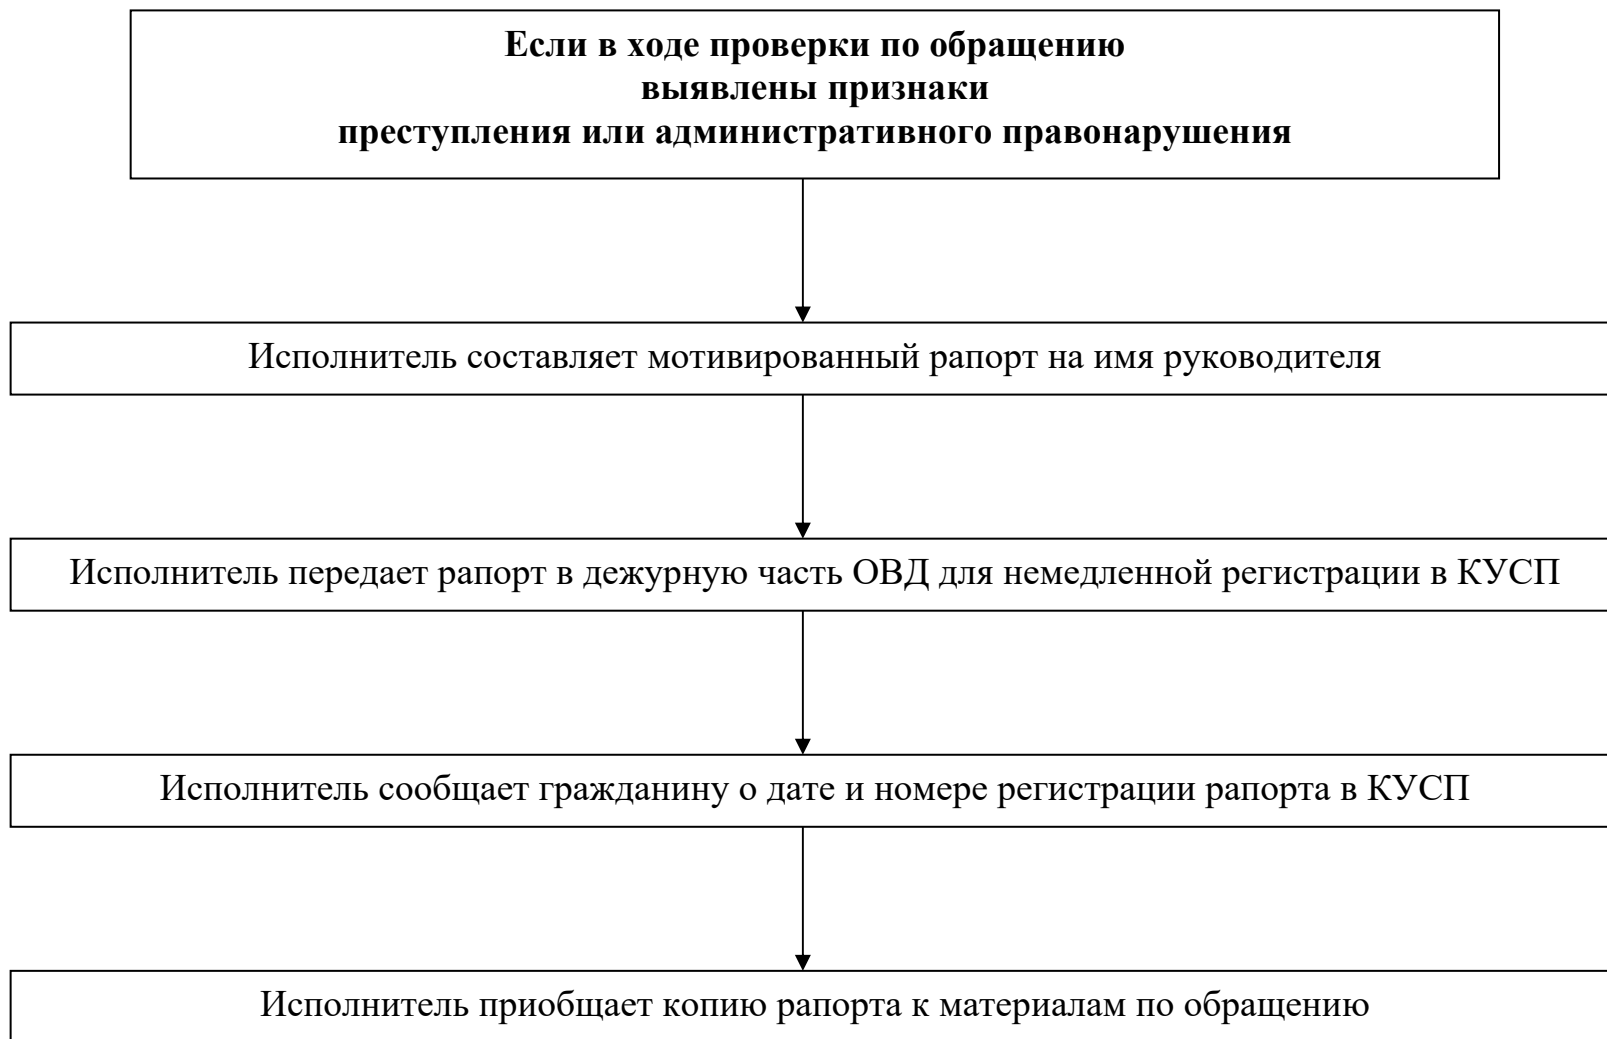 Если в ходе проверки по обращению
выявлены признаки
преступления или административного правонарушения
Исполнитель составляет мотивированный рапорт на имя руководителя
Исполнитель передает рапорт в дежурную часть ОВД для немедленной регистрации в КУСП
Исполнитель сообщает гражданину о дате и номере регистрации рапорта в КУСП
Исполнитель приобщает копию рапорта к материалам по обращению